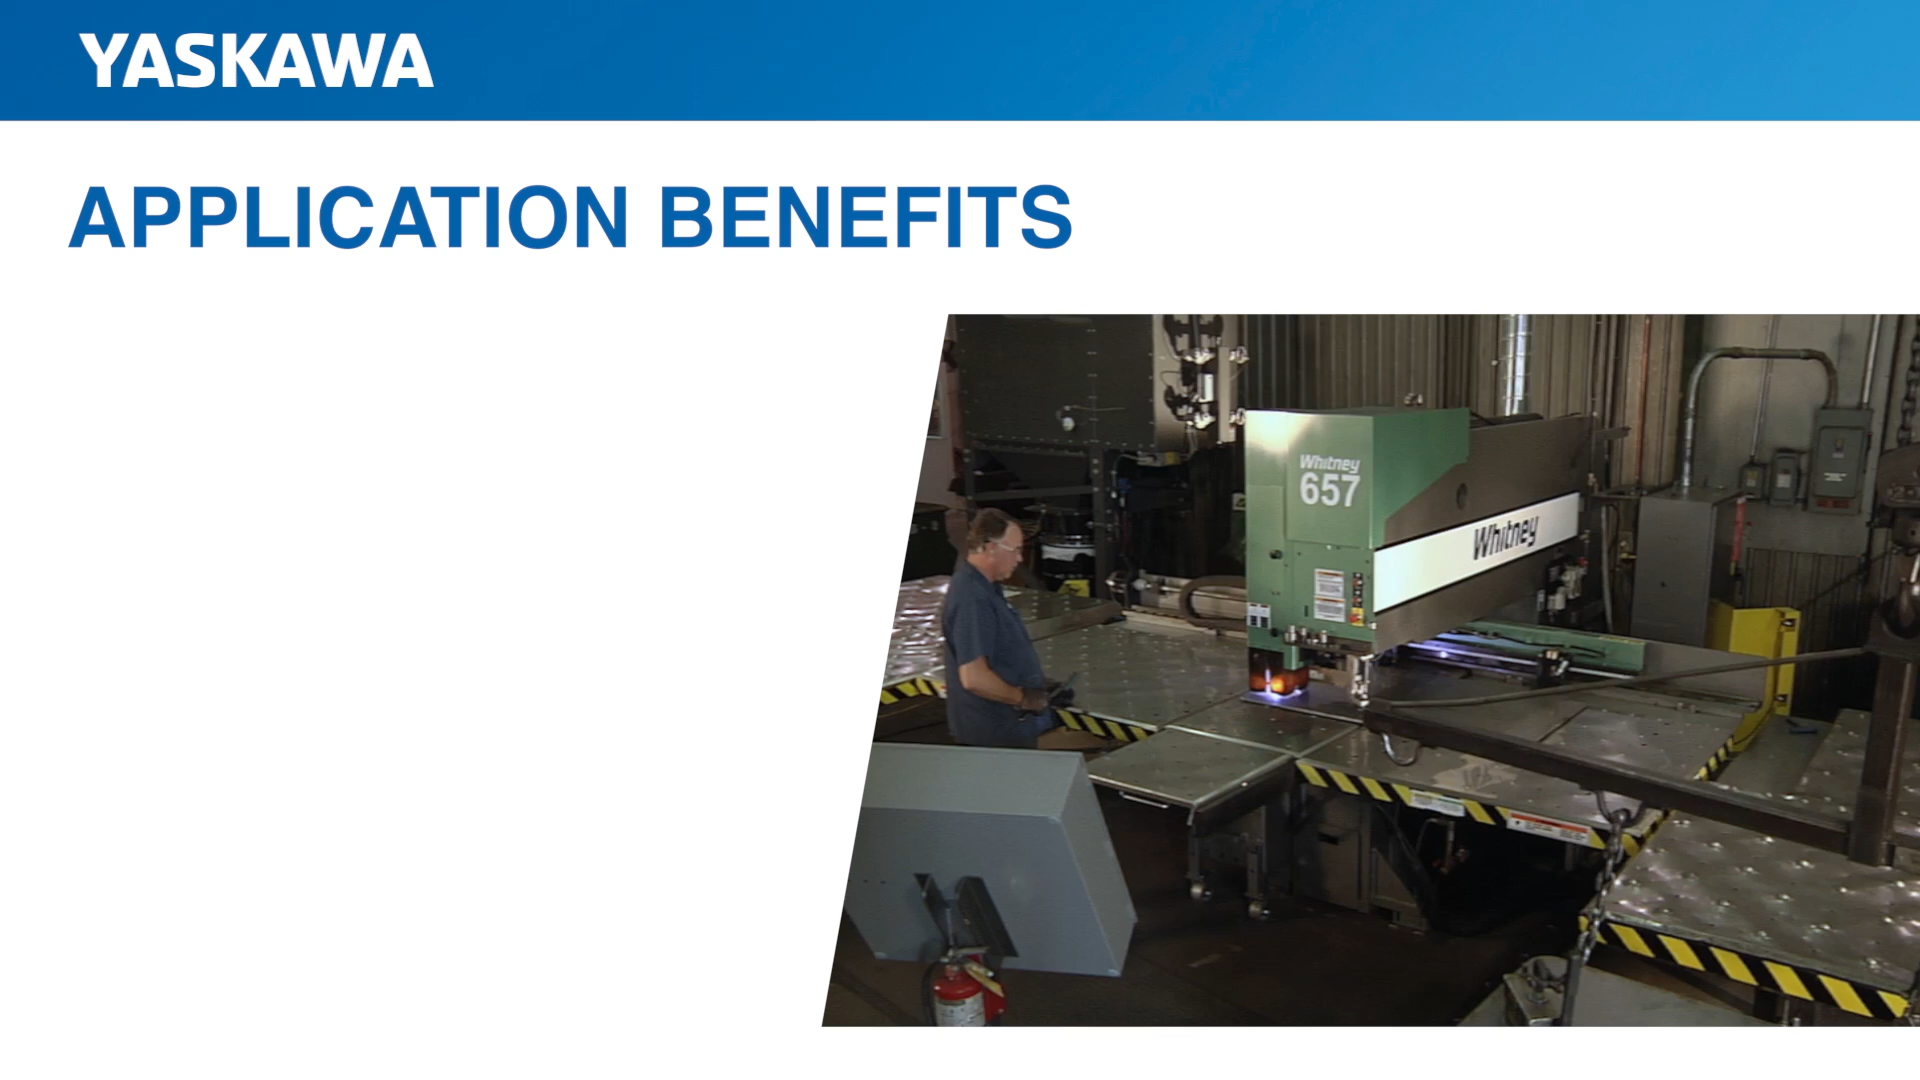 YASKAWA
APPLICATION BENEFITS
Whitney
657
Whitney